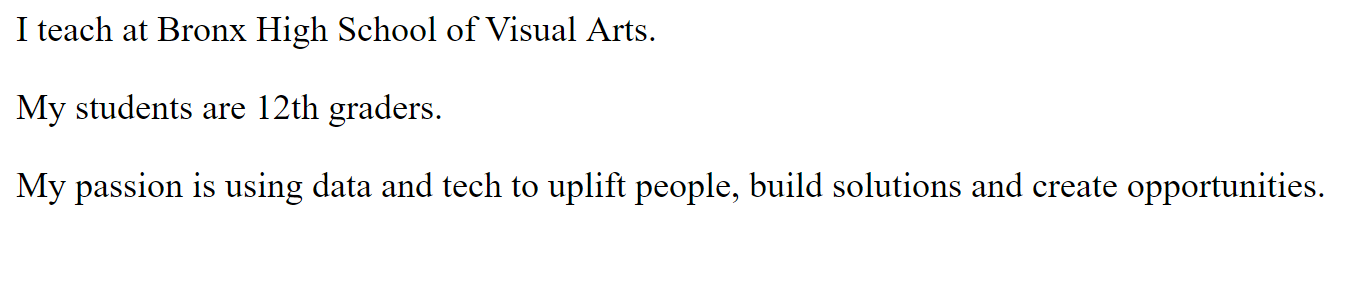 I teach at Bronx High School of Visual Arts.
My students are 12th graders.
My passion is using data and tech to uplift people, build solutions and create opportunities.